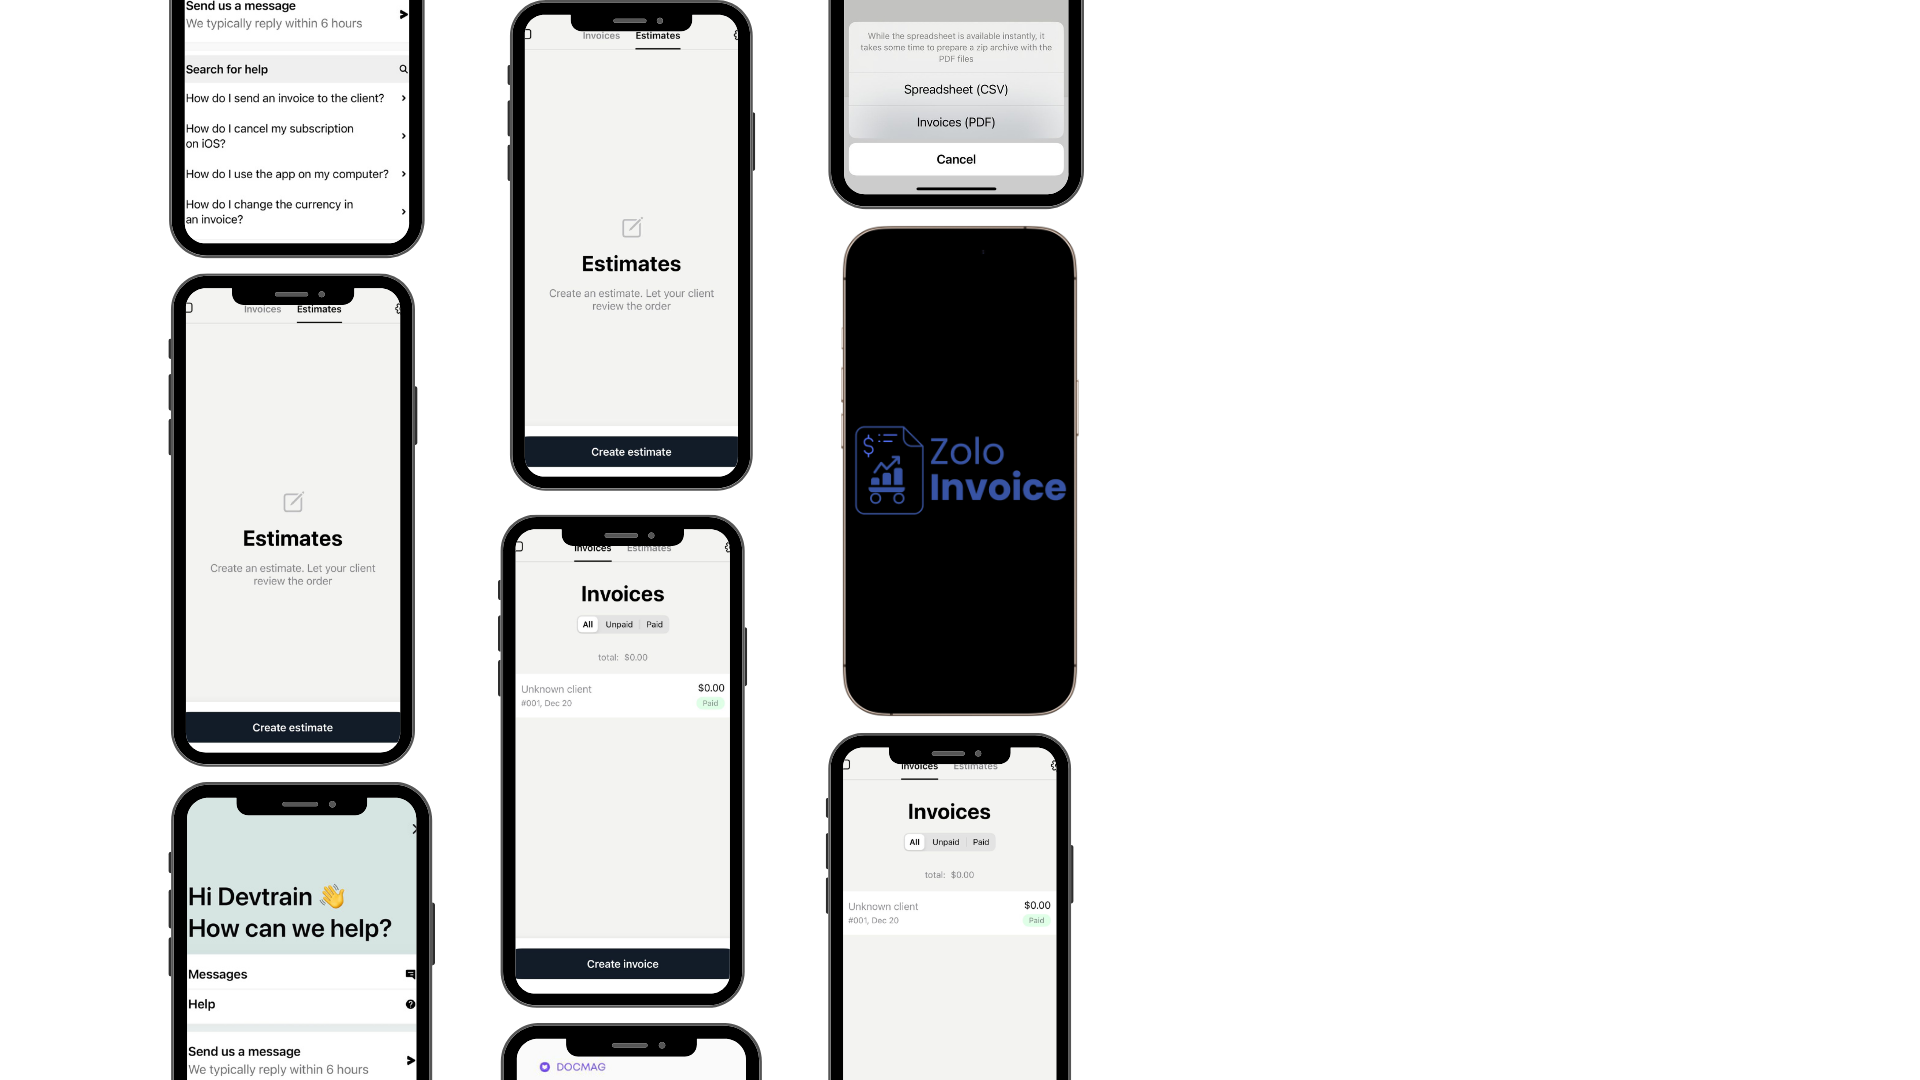 Send us a message
We typically reply within 6 hours
Search for help
How do I send an invoice to the client?
How do I cancel my subscription
on iOS?
How do I use the app on my computer?
How do I change the currency in
an invoice?
Invoices Estimates
Estimates
Create an estimate. Let your client
review the order
Create estimate
Hi Devtrain 👋
How can we help?
Messages
Help
Send us a message
We typically reply within 6 hours
Invoices Estimates
Estimates
Create an estimate. Let your client
review the order
Create estimate
Invoices Estimates
Invoices
All Unpaid Paid
total: $0.00
Unknown client $0.00
#001, Dec 20 Paid
Create invoice
DOCMAG
While the spreadsheet is available instantly, it
takes some time to prepare a zip archive with the
PDF files
Spreadsheet (CSV)
Invoices (PDF)
Cancel
$
Zolo
Invoice
Invoices Estimates
Invoices
All Unpaid Paid
total: $0.00
Unknown client $0.00
#001, Dec 20 Paid